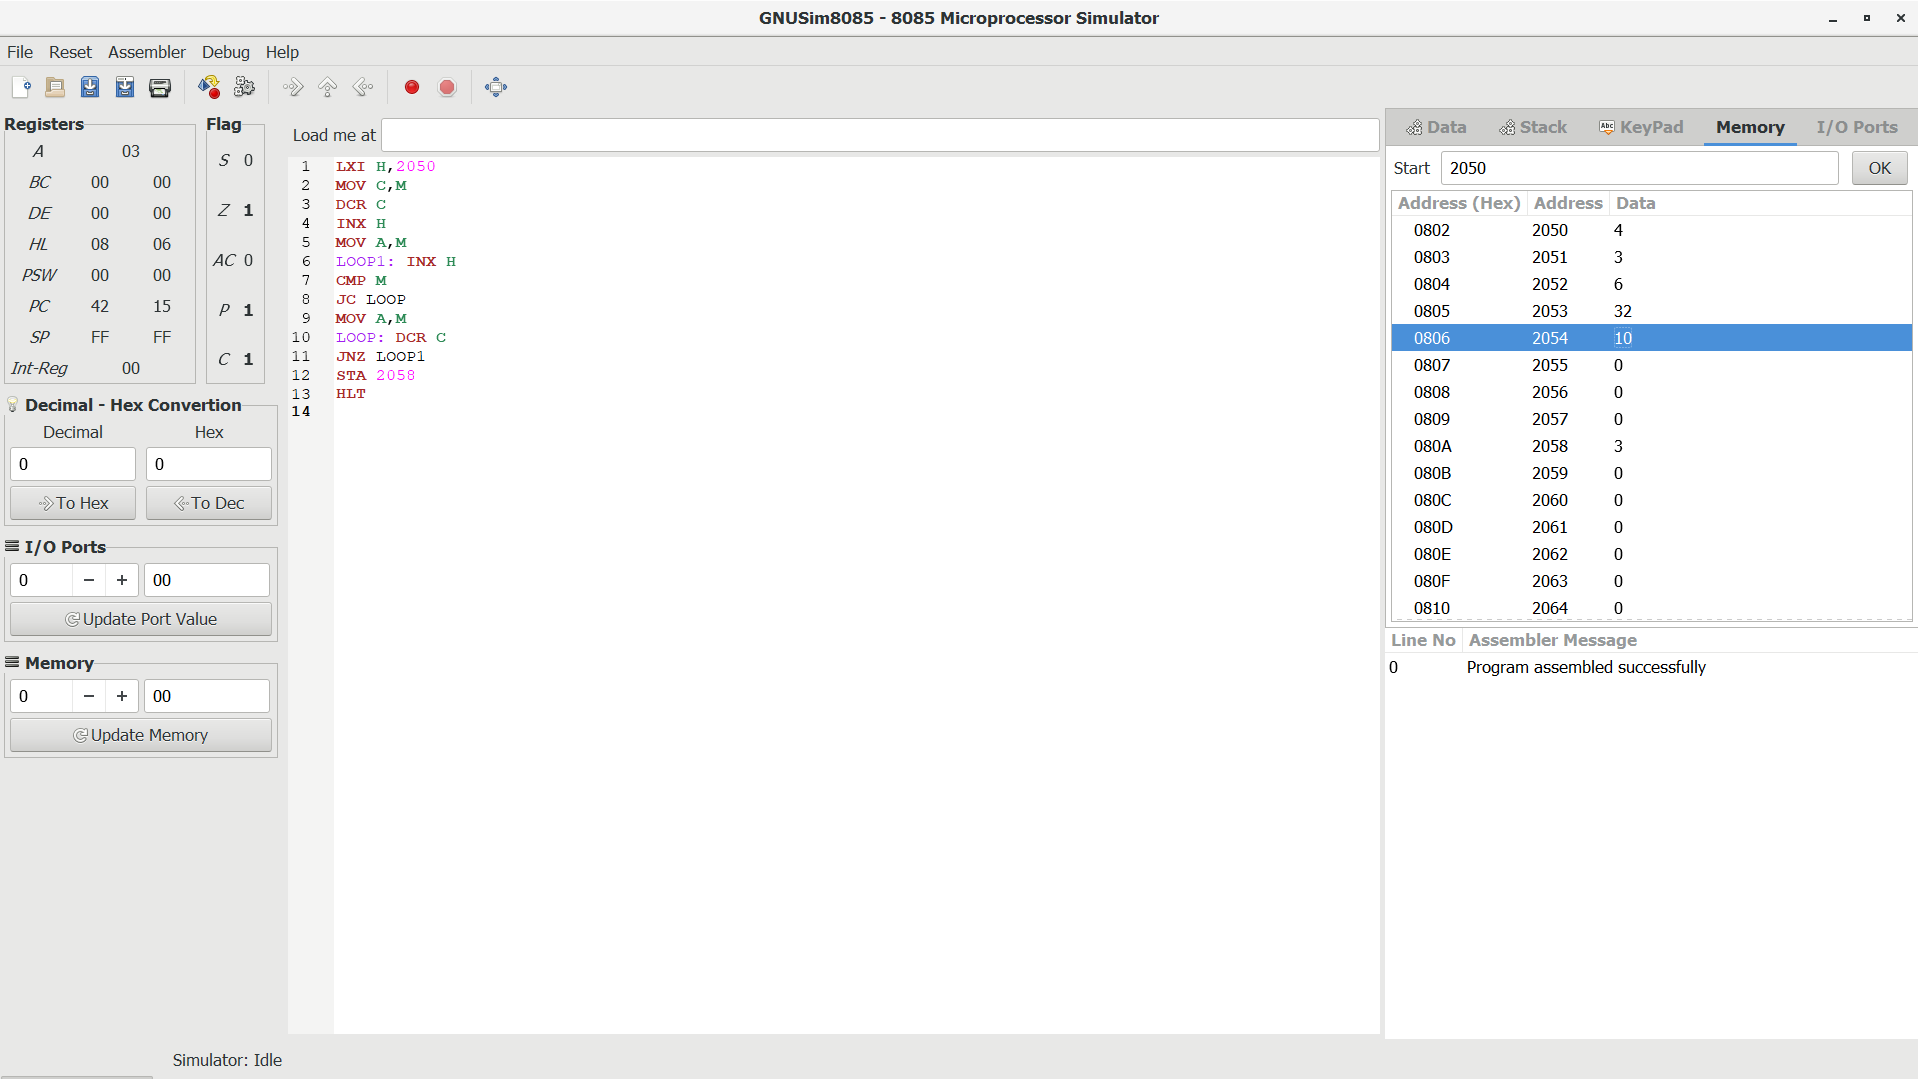 GNUSim8085 - 8085 Microprocessor Simulator
File Reset Assembler Debug Help
Registers
A 03
BC 00 00
DE 00 00
HL 08 06
PSW 00 00
PC 42 15
SP FF FF
Int-Reg 00
Flag
S 0
Z 1
AC 0
P 1
C 1
Decimal - Hex Convertion
Decimal Hex
0 0
To Hex To Dec
I/O Ports
0 − + 00
Update Port Value
Memory
0 − + 00
Update Memory
Load me at
1 LXI H,2050
2 MOV C,M
3 DCR C
4 INX H
5 MOV A,M
6 LOOP1: INX H
7 CMP M
8 JC LOOP
9 MOV A,M
10 LOOP: DCR C
11 JNZ LOOP1
12 STA 2058
13 HLT
14
Data Stack Abc KeyPad Memory I/O Ports
Start 2050 OK
Address (Hex) Address Data
0802 2050 4
0803 2051 3
0804 2052 6
0805 2053 32
0806 2054 10
0807 2055 0
0808 2056 0
0809 2057 0
080A 2058 3
080B 2059 0
080C 2060 0
080D 2061 0
080E 2062 0
080F 2063 0
0810 2064 0
Line No Assembler Message
0 Program assembled successfully
Simulator: Idle